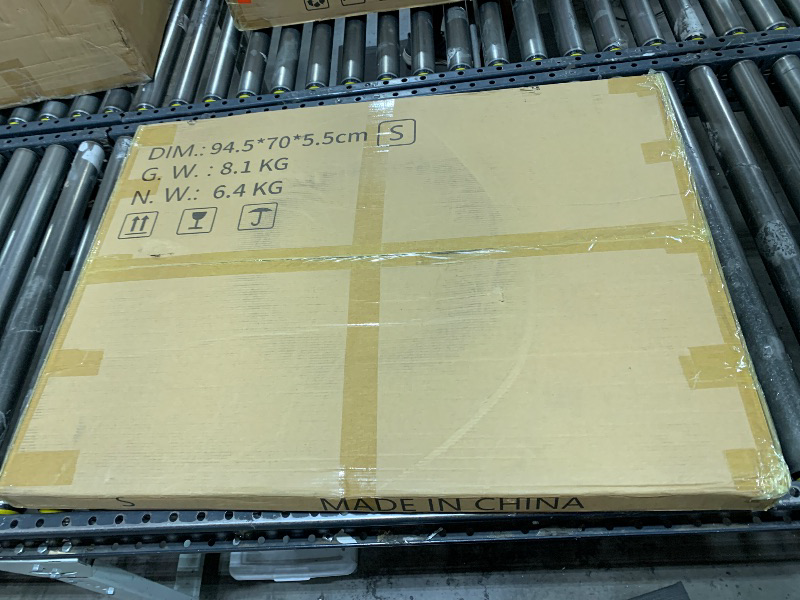 DIM.: 94.5*70*5.5cm S
G. W. : 8.1 KG
N. W.: 6.4 KG
S
MADE IN CHINA